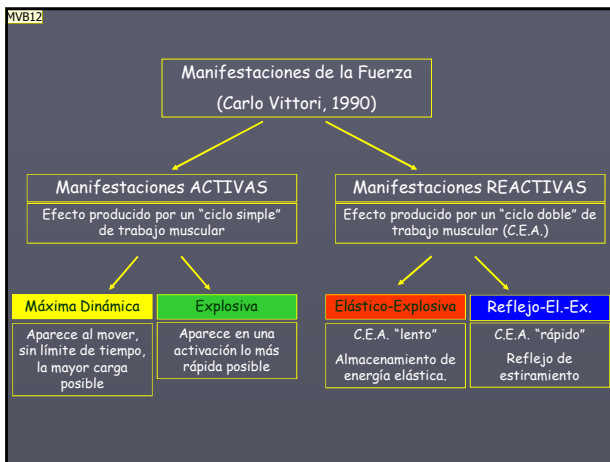 MVB12
Manifestaciones de la Fuerza
(Carlo Vittori, 1990)
Manifestaciones ACTIVAS
Efecto producido por un "ciclo simple"
de trabajo muscular
Manifestaciones REACTIVAS
Efecto producido por un "ciclo doble" de
trabajo muscular (C.E.A.)
Máxima Dinámica
Aparece al mover,
sin límite de tiempo,
la mayor carga
posible
Explosiva
Aparece en una
activación lo más
rápida posible
Elástico-Explosiva
C.E.A. "lento"
Almacenamiento de
energía elástica.
Reflejo-El.-Ex.
C.E.A. "rápido"
Reflejo de
estiramiento